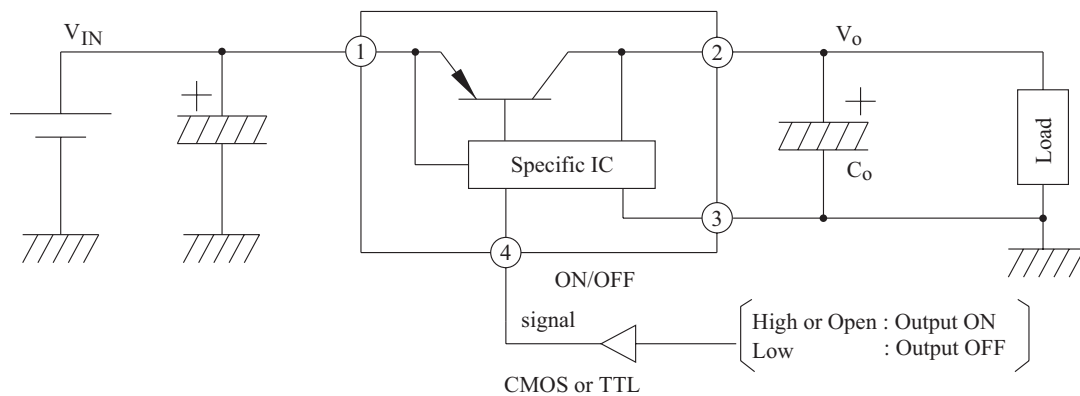 V_IN
1
2
V_o
+
+
Specific IC
Load
C_o
3
4
ON/OFF
signal
High or Open : Output ON
Low : Output OFF
CMOS or TTL